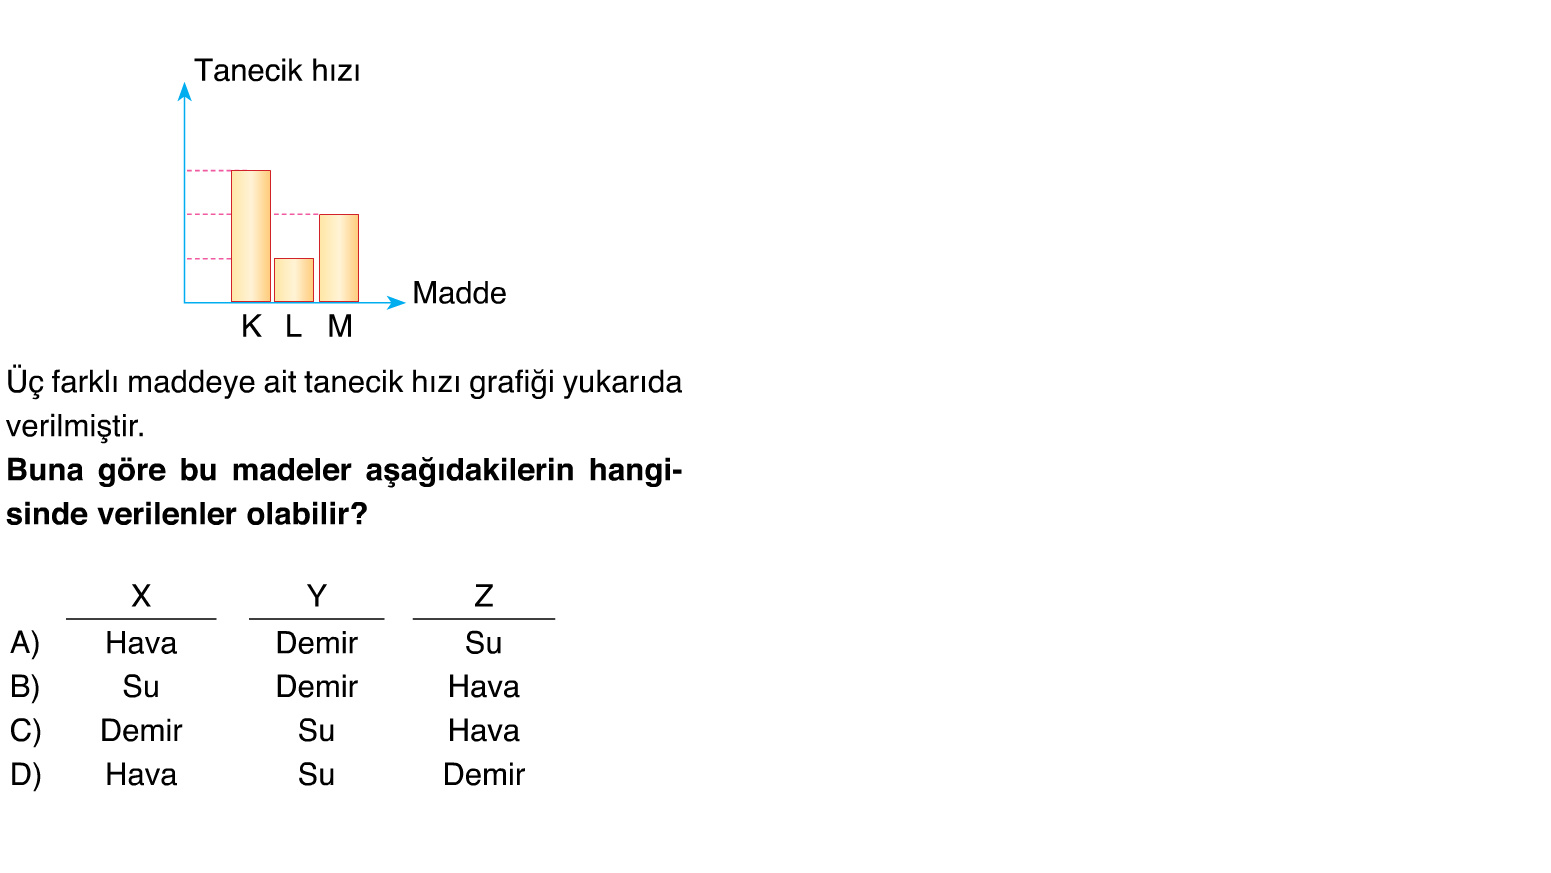 Tanecik hızı
Madde
K L M
Üç farklı maddeye ait tanecik hızı grafiği yukarıda
verilmiştir.
Buna göre bu madeler aşağıdakilerin hangi-
sinde verilenler olabilir?
X Y Z
A) Hava Demir Su
B) Su Demir Hava
C) Demir Su Hava
D) Hava Su Demir